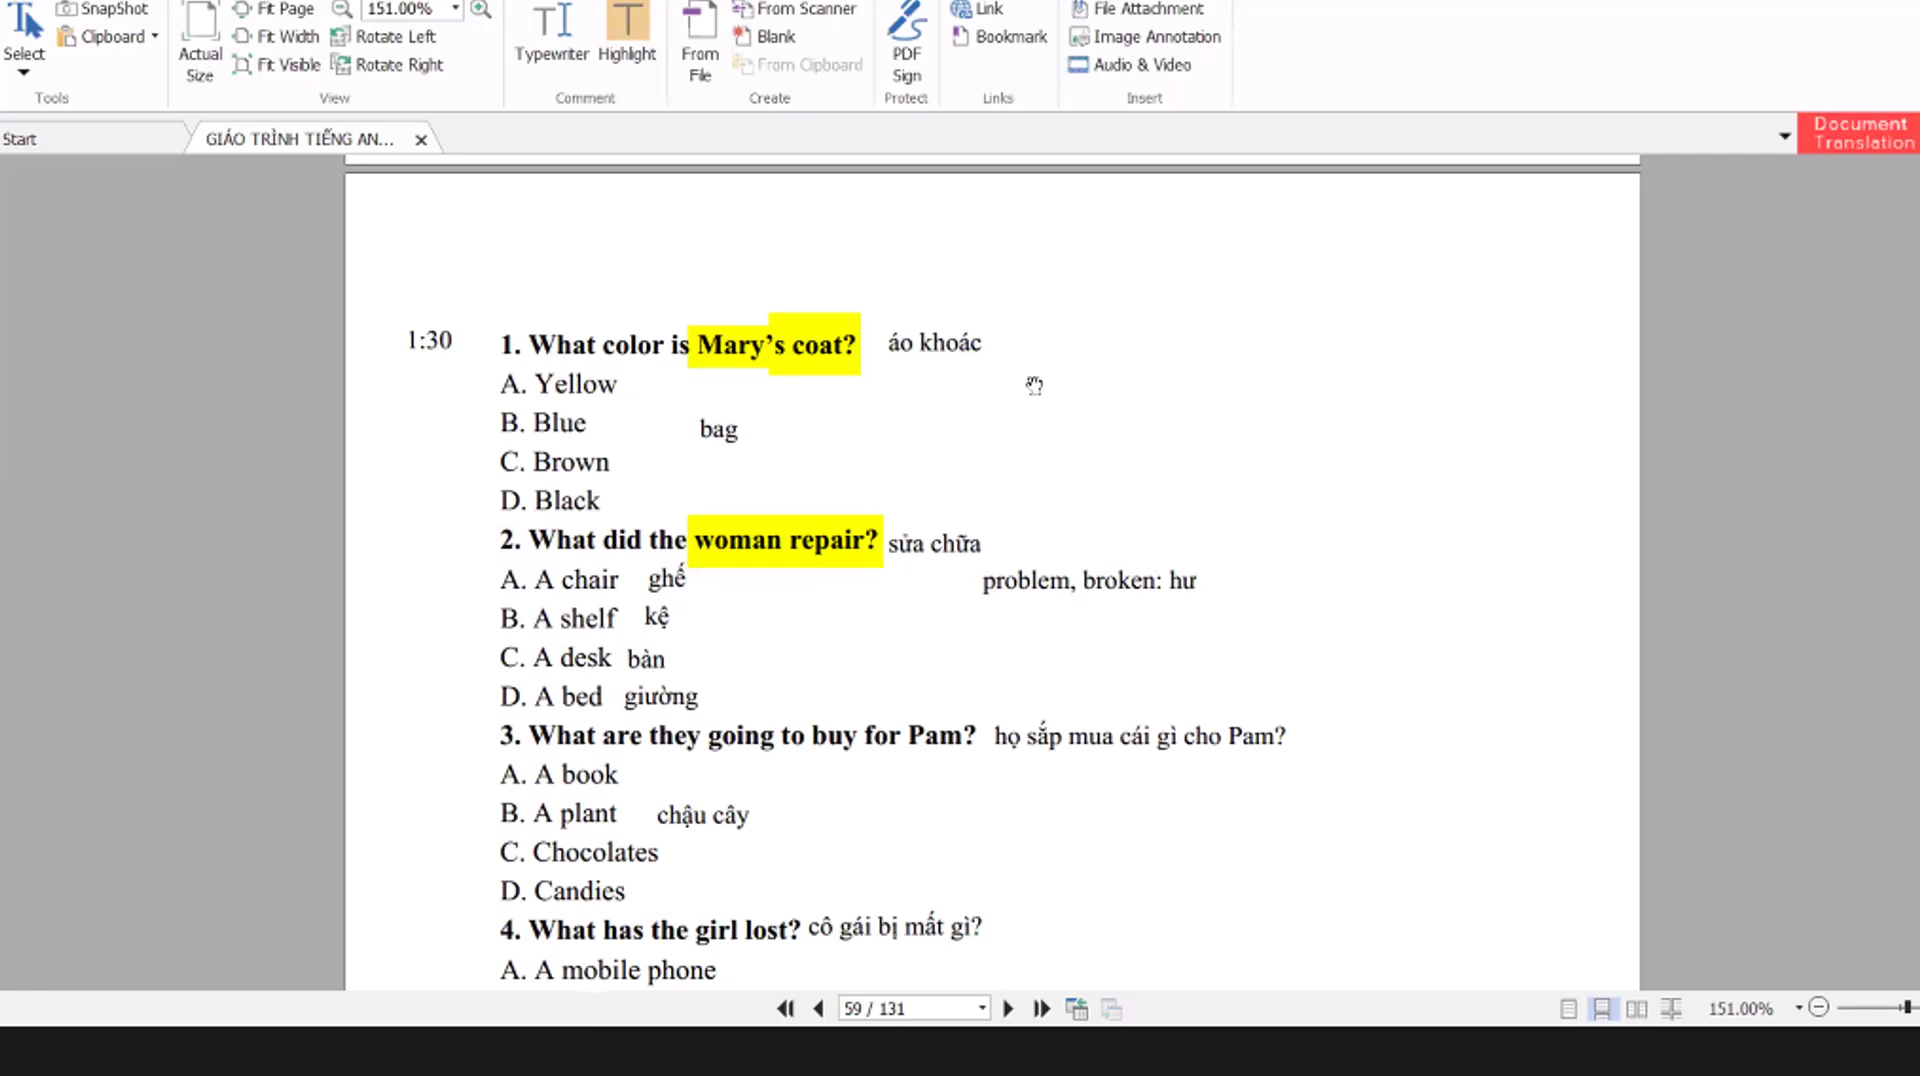 Select
SnapShot
Clipboard
Tools
Actual
Size
Fit Page
Fit Width
Fit Visible
151.00%
Rotate Left
Rotate Right
View
Typewriter
Highlight
Comment
From
File
From Scanner
Blank
From Clipboard
Create
PDF
Sign
Protect
Link
Bookmark
Links
File Attachment
Image Annotation
Audio & Video
Insert
Start
GIÁO TRÌNH TIẾNG AN...
Document
Translation
1:30
1. What color is Mary’s coat? áo khoác
A. Yellow
B. Blue
bag
C. Brown
D. Black
2. What did the woman repair? sửa chữa
A. A chair ghế
problem, broken: hư
B. A shelf kệ
C. A desk bàn
D. A bed giường
3. What are they going to buy for Pam? họ sắp mua cái gì cho Pam?
A. A book
B. A plant chậu cây
C. Chocolates
D. Candies
4. What has the girl lost? cô gái bị mất gì?
A. A mobile phone
59 / 131
151.00%